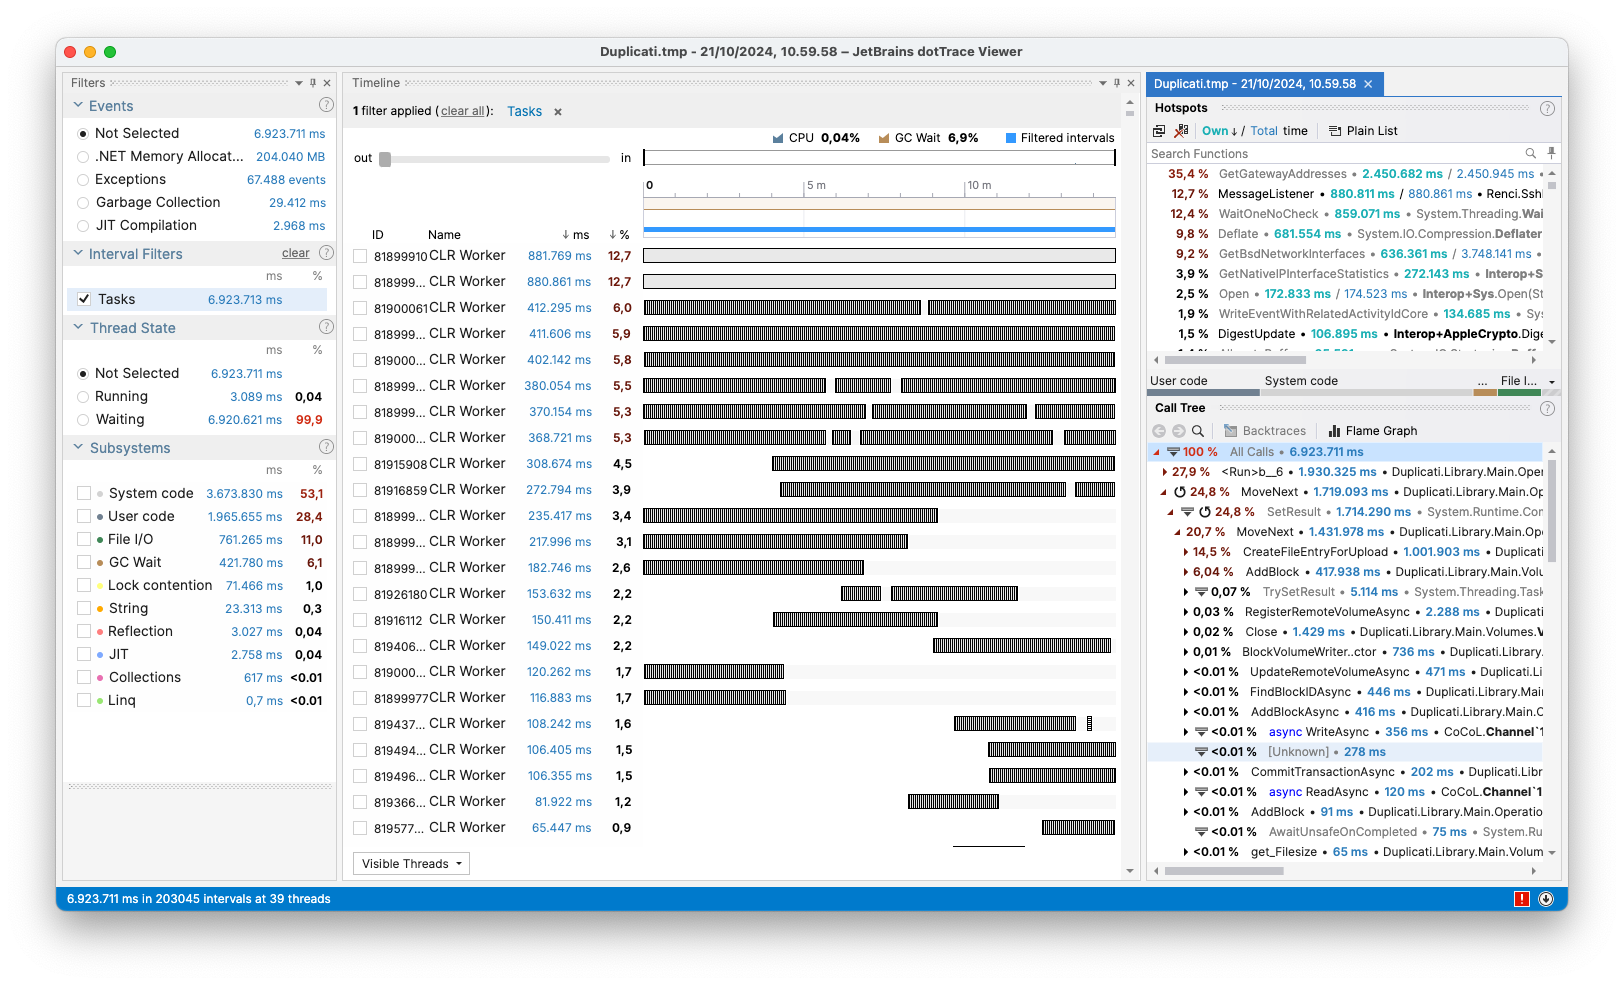 Duplicati.tmp - 21/10/2024, 10.59.58 – JetBrains dotTrace Viewer
Filters
Events
Not Selected 6.923.711 ms
.NET Memory Allocat... 204.040 MB
Exceptions 67.488 events
Garbage Collection 29.412 ms
JIT Compilation 2.968 ms
Interval Filters clear
ms %
Tasks 6.923.713 ms
Thread State
ms %
Not Selected 6.923.711 ms
Running 3.089 ms 0,04
Waiting 6.920.621 ms 99,9
Subsystems
ms %
System code 3.673.830 ms 53,1
User code 1.965.655 ms 28,4
File I/O 761.265 ms 11,0
GC Wait 421.780 ms 6,1
Lock contention 71.466 ms 1,0
String 23.313 ms 0,3
Reflection 3.027 ms 0,04
JIT 2.758 ms 0,04
Collections 617 ms <0.01
Linq 0,7 ms <0.01
Timeline
1 filter applied (clear all): Tasks ×
CPU 0,04% GC Wait 6,9% Filtered intervals
out in
0 5 m 10 m
ID Name ↓ ms ↓ %
81899910 CLR Worker 881.769 ms 12,7
818999... CLR Worker 880.861 ms 12,7
81900061 CLR Worker 412.295 ms 6,0
818999... CLR Worker 411.606 ms 5,9
819000... CLR Worker 402.142 ms 5,8
818999... CLR Worker 380.054 ms 5,5
818999... CLR Worker 370.154 ms 5,3
819000... CLR Worker 368.721 ms 5,3
81915908 CLR Worker 308.674 ms 4,5
81916859 CLR Worker 272.794 ms 3,9
818999... CLR Worker 235.417 ms 3,4
818999... CLR Worker 217.996 ms 3,1
818999... CLR Worker 182.746 ms 2,6
81926180 CLR Worker 153.632 ms 2,2
81916112 CLR Worker 150.411 ms 2,2
819406... CLR Worker 149.022 ms 2,2
819000... CLR Worker 120.262 ms 1,7
81899977 CLR Worker 116.883 ms 1,7
819437... CLR Worker 108.242 ms 1,6
819494... CLR Worker 106.405 ms 1,5
819496... CLR Worker 106.355 ms 1,5
819366... CLR Worker 81.922 ms 1,2
819577... CLR Worker 65.447 ms 0,9
Visible Threads
Duplicati.tmp - 21/10/2024, 10.59.58 ×
Hotspots
Own ↓ / Total time Plain List
Search Functions
35,4 % GetGatewayAddresses • 2.450.682 ms / 2.450.945 ms •
12,7 % MessageListener • 880.811 ms / 880.861 ms • Renci.Ssh
12,4 % WaitOneNoCheck • 859.071 ms • System.Threading.Wai
9,8 % Deflate • 681.554 ms • System.IO.Compression.Deflater
9,2 % GetBsdNetworkInterfaces • 636.361 ms / 3.748.141 ms •
3,9 % GetNativeIPInterfaceStatistics • 272.143 ms • Interop+S
2,5 % Open • 172.833 ms / 174.523 ms • Interop+Sys.Open(St
1,9 % WriteEventWithRelatedActivityIdCore • 134.685 ms • Sys
1,5 % DigestUpdate • 106.895 ms • Interop+AppleCrypto.Dige
User code System code ... File I...
Call Tree
Backtraces Flame Graph
100 % All Calls • 6.923.711 ms
27,9 % <Run>b__6 • 1.930.325 ms • Duplicati.Library.Main.Oper
24,8 % MoveNext • 1.719.093 ms • Duplicati.Library.Main.Op
24,8 % SetResult • 1.714.290 ms • System.Runtime.Con
20,7 % MoveNext • 1.431.978 ms • Duplicati.Library.Main.Ope
14,5 % CreateFileEntryForUpload • 1.001.903 ms • Duplicati
6,04 % AddBlock • 417.938 ms • Duplicati.Library.Main.Volu
0,07 % TrySetResult • 5.114 ms • System.Threading.Task
0,03 % RegisterRemoteVolumeAsync • 2.288 ms • Duplicati
0,02 % Close • 1.429 ms • Duplicati.Library.Main.Volumes.V
0,01 % BlockVolumeWriter..ctor • 736 ms • Duplicati.Library.
<0.01 % UpdateRemoteVolumeAsync • 471 ms • Duplicati.Li
<0.01 % FindBlockIDAsync • 446 ms • Duplicati.Library.Mai
<0.01 % AddBlockAsync • 416 ms • Duplicati.Library.Main.O
<0.01 % async WriteAsync • 356 ms • CoCoL.Channel`1
<0.01 % [Unknown] • 278 ms
<0.01 % CommitTransactionAsync • 202 ms • Duplicati.Libr
<0.01 % async ReadAsync • 120 ms • CoCoL.Channel`1
<0.01 % AddBlock • 91 ms • Duplicati.Library.Main.Operatio
<0.01 % AwaitUnsafeOnCompleted • 75 ms • System.Ru
<0.01 % get_Filesize • 65 ms • Duplicati.Library.Main.Volum
6.923.711 ms in 203045 intervals at 39 threads